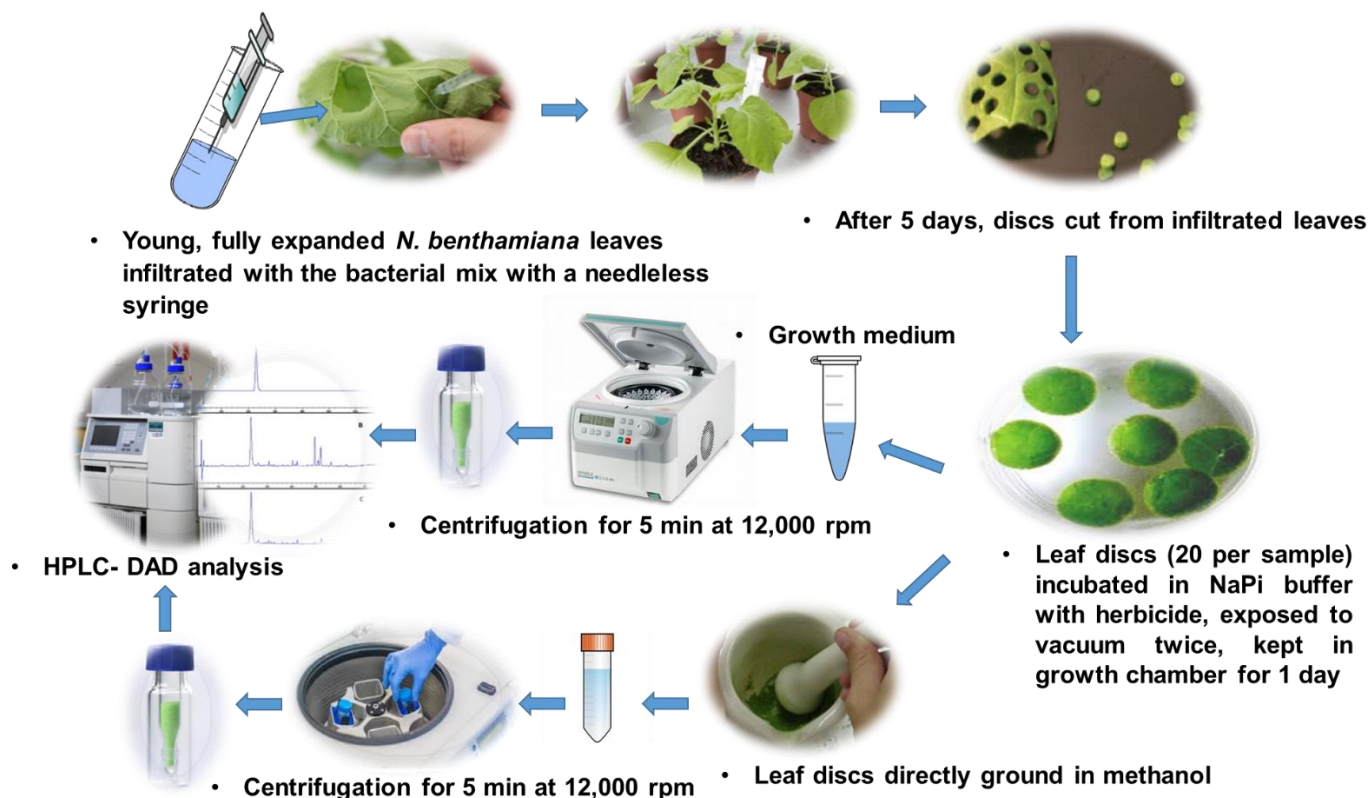 • Young, fully expanded N. benthamiana leaves
infiltrated with the bacterial mix with a needleless
syringe
• After 5 days, discs cut from infiltrated leaves
• Growth medium
• Centrifugation for 5 min at 12,000 rpm
• Leaf discs (20 per sample)
incubated in NaPi buffer
with herbicide, exposed to
vacuum twice, kept in
growth chamber for 1 day
• HPLC- DAD analysis
• Centrifugation for 5 min at 12,000 rpm
• Leaf discs directly ground in methanol
B
C